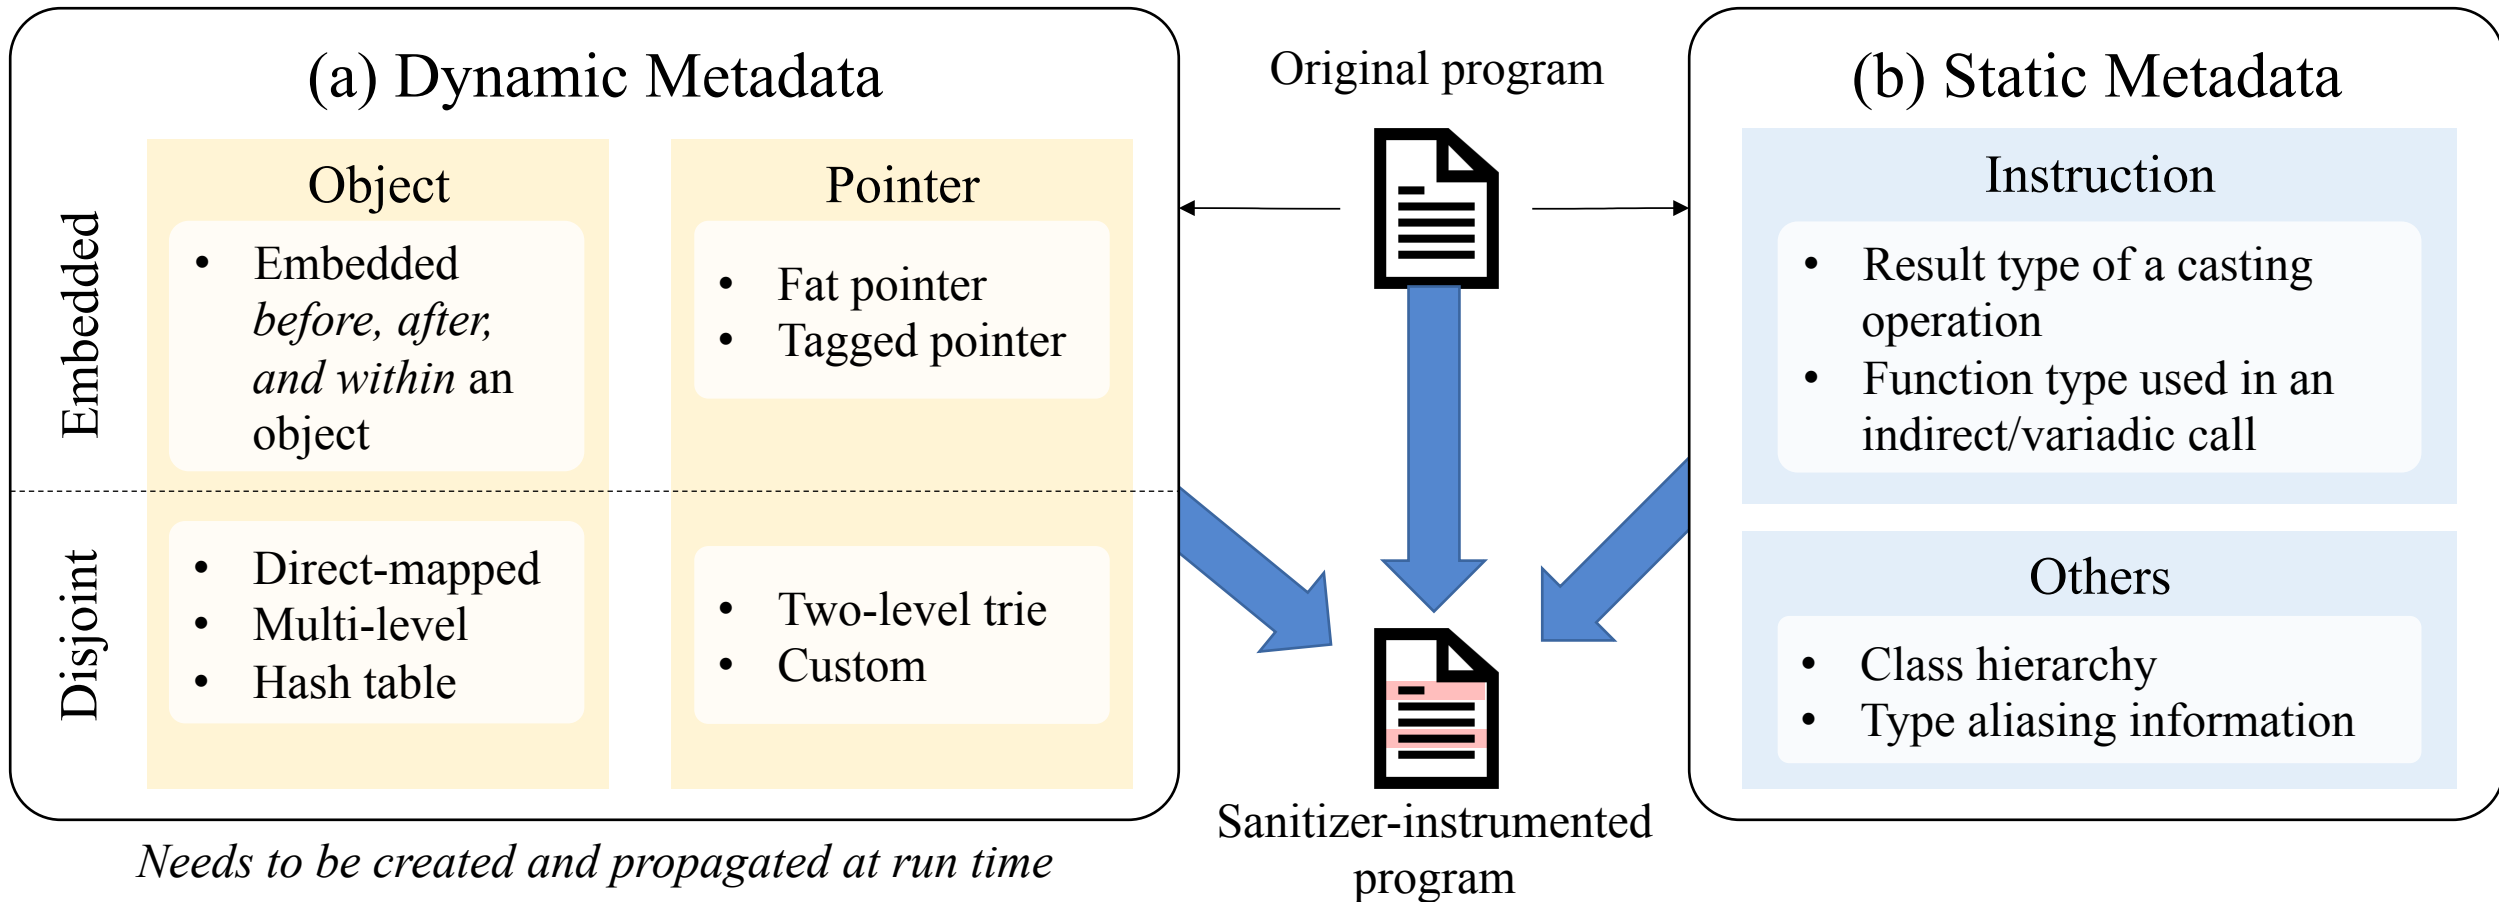 (a) Dynamic Metadata
Embedded
Object
• Embedded
before, after,
and within an
object
Pointer
• Fat pointer
• Tagged pointer
Disjoint
• Direct-mapped
• Multi-level
• Hash table
• Two-level trie
• Custom
Needs to be created and propagated at run time
Original program
Sanitizer-instrumented
program
(b) Static Metadata
Instruction
• Result type of a casting
operation
• Function type used in an
indirect/variadic call
Others
• Class hierarchy
• Type aliasing information